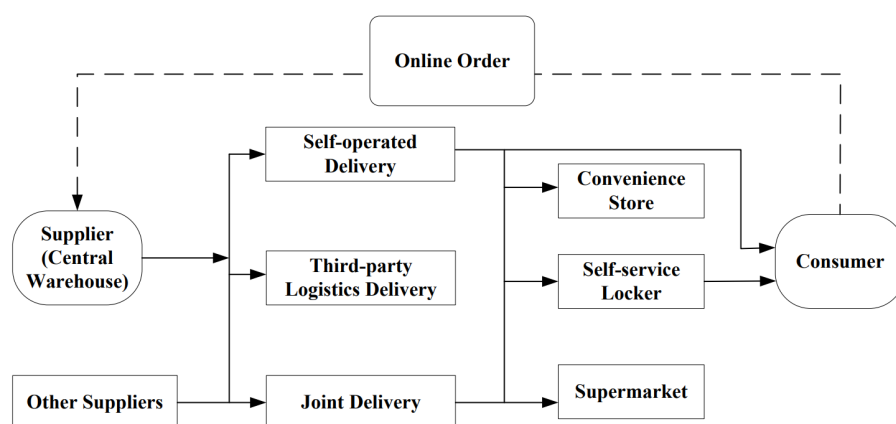 Online Order
Self-operated
Delivery
Convenience
Store
Supplier
(Central
Warehouse)
Third-party
Logistics Delivery
Self-service
Locker
Consumer
Other Suppliers
Joint Delivery
Supermarket